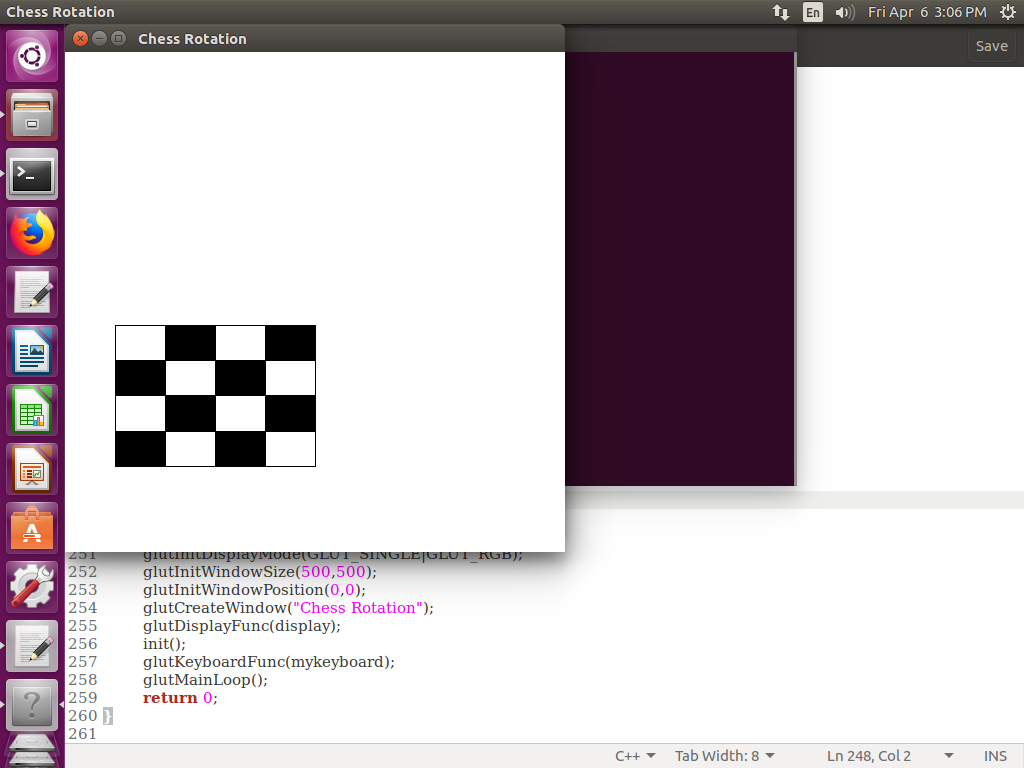 Chess Rotation
En
Fri Apr 6 3:06 PM
Chess Rotation
Save
251 glutInitDisplayMode(GLUT_SINGLE|GLUT_RGB);
252 glutInitWindowSize(500,500);
253 glutInitWindowPosition(0,0);
254 glutCreateWindow("Chess Rotation");
255 glutDisplayFunc(display);
256 init();
257 glutKeyboardFunc(mykeyboard);
258 glutMainLoop();
259 return 0;
260 }
261
C++ Tab Width: 8 Ln 248, Col 2 INS